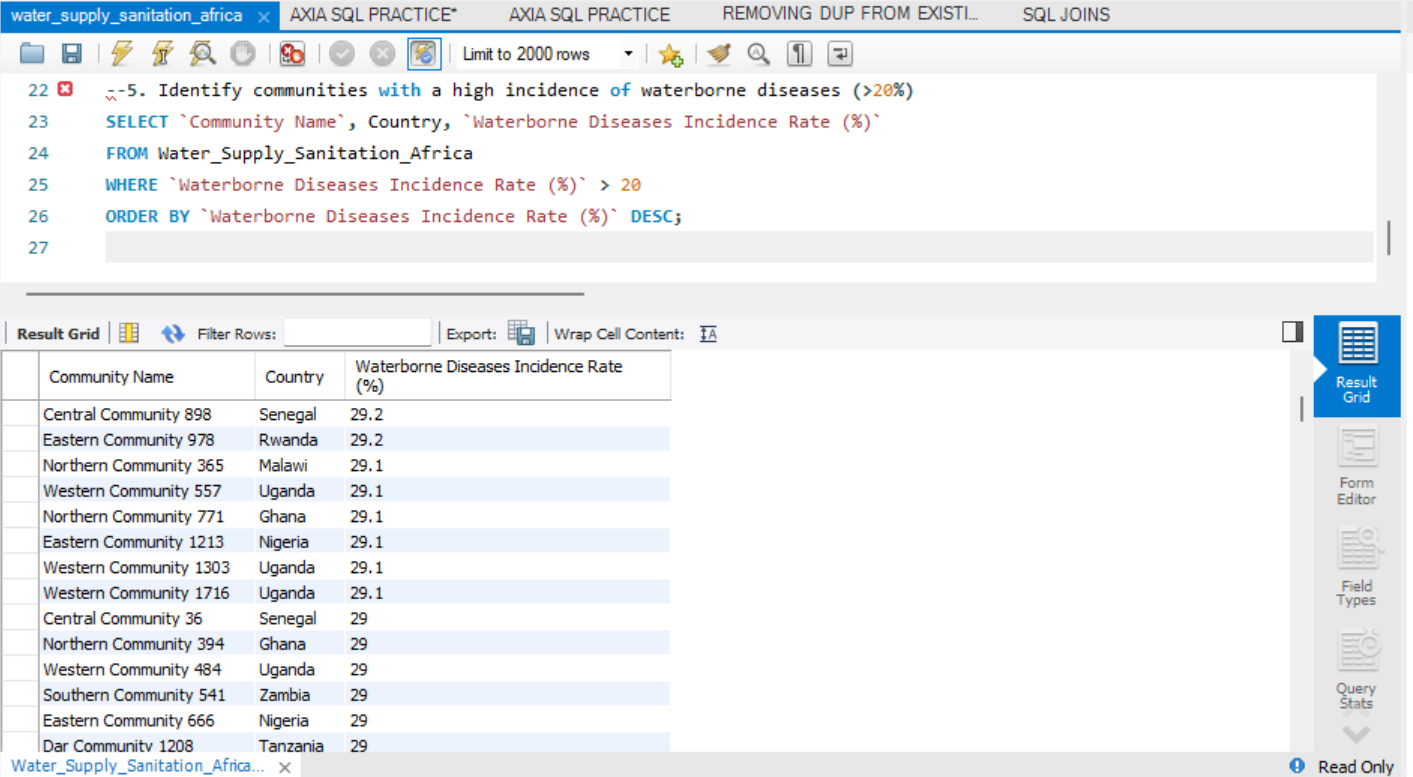 water_supply_sanitation_africa × AXIA SQL PRACTICE* AXIA SQL PRACTICE REMOVING DUP FROM EXISTI... SQL JOINS
Limit to 2000 rows
22 --5. Identify communities with a high incidence of waterborne diseases (>20%)
23 SELECT `Community Name`, Country, `Waterborne Diseases Incidence Rate (%)`
24 FROM Water_Supply_Sanitation_Africa
25 WHERE `Waterborne Diseases Incidence Rate (%)` > 20
26 ORDER BY `Waterborne Diseases Incidence Rate (%)` DESC;
27
Result Grid Filter Rows: Export: Wrap Cell Content:
Community Name Country Waterborne Diseases Incidence Rate
(%)
Central Community 898 Senegal 29.2
Eastern Community 978 Rwanda 29.2
Northern Community 365 Malawi 29.1
Western Community 557 Uganda 29.1
Northern Community 771 Ghana 29.1
Eastern Community 1213 Nigeria 29.1
Western Community 1303 Uganda 29.1
Western Community 1716 Uganda 29.1
Central Community 36 Senegal 29
Northern Community 394 Ghana 29
Western Community 484 Uganda 29
Southern Community 541 Zambia 29
Eastern Community 666 Nigeria 29
Dar Community 1208 Tanzania 29
Result
Grid
Form
Editor
Field
Types
Query
Stats
Water_Supply_Sanitation_Africa... × Read Only